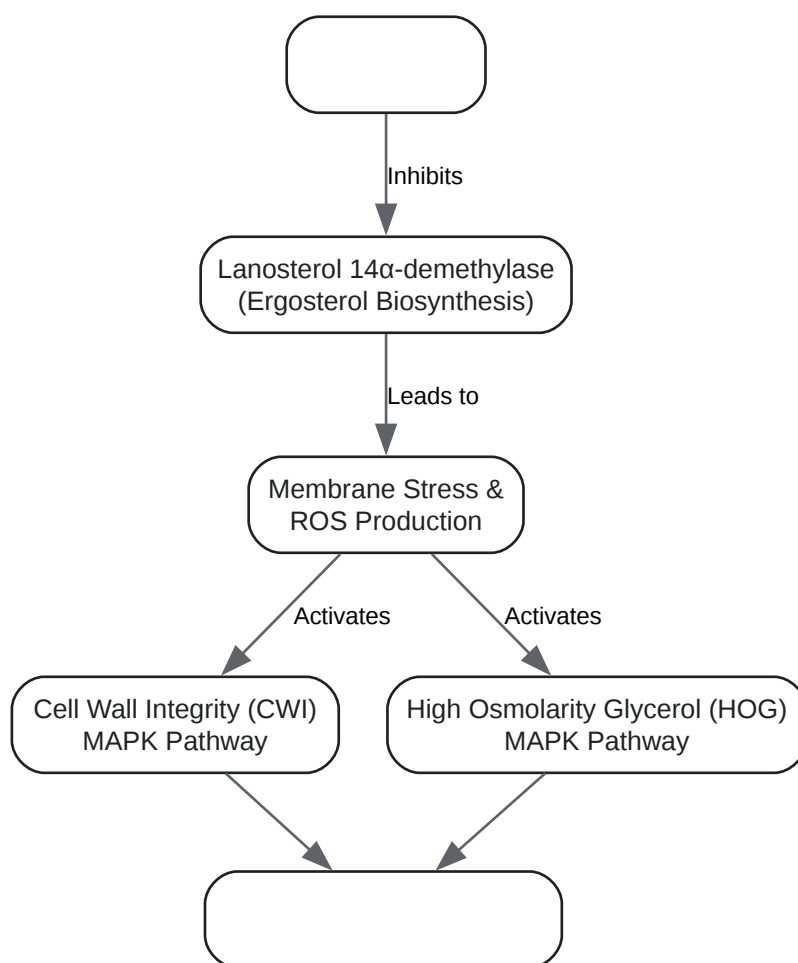 Inhibits
Lanosterol 14α-demethylase
(Ergosterol Biosynthesis)
Leads to
Membrane Stress &
ROS Production
Activates
Activates
Cell Wall Integrity (CWI)
MAPK Pathway
High Osmolarity Glycerol (HOG)
MAPK Pathway